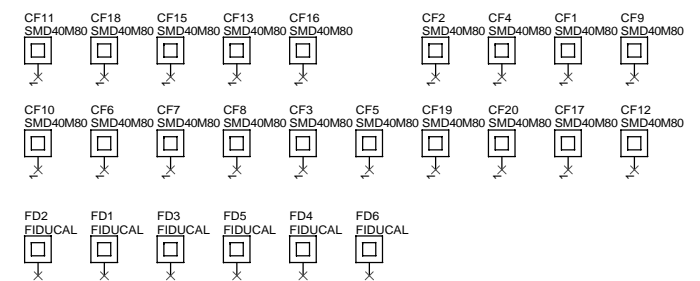 CF11 CF18 CF15 CF13 CF16 CF2 CF4 CF1 CF9
SMD40M80 SMD40M80 SMD40M80 SMD40M80 SMD40M80 SMD40M80 SMD40M80 SMD40M80 SMD40M80
CF10 CF6 CF7 CF8 CF3 CF5 CF19 CF20 CF17 CF12
SMD40M80 SMD40M80 SMD40M80 SMD40M80 SMD40M80 SMD40M80 SMD40M80 SMD40M80 SMD40M80 SMD40M80
FD2 FD1 FD3 FD5 FD4 FD6
FIDUCAL FIDUCAL FIDUCAL FIDUCAL FIDUCAL FIDUCAL